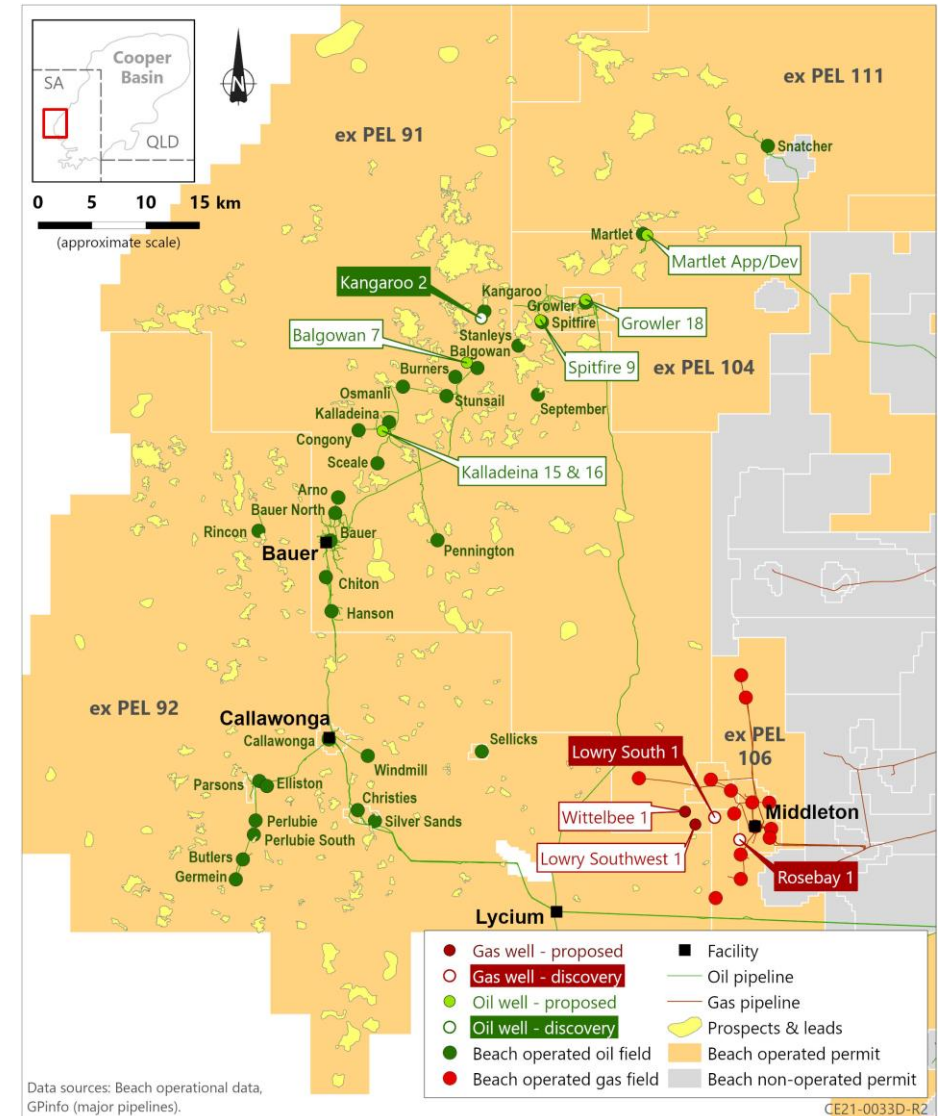 Cooper
Basin
SA
QLD
N
0 5 10 15 km
(approximate scale)
ex PEL 111
ex PEL 91
Snatcher
Martlet
Martlet App/Dev
Kangaroo 2
Kangaroo
Growler
Spitfire
Growler 18
Stanleys
Balgowan 7
Balgowan
Spitfire 9
Burners
ex PEL 104
Osmanli
Stunsail
September
Kalladeina
Congony
Kalladeina 15 & 16
Sceale
Arno
Bauer North
Rincon
Bauer
Bauer
Pennington
Chiton
Hanson
ex PEL 92
Callawonga
Callawonga
Sellicks
Windmill
ex PEL
106
Lowry South 1
Parsons
Elliston
Christies
Wittelbee 1
Middleton
Perlubie
Silver Sands
Perlubie South
Lowry Southwest 1
Butlers
Germein
Rosebay 1
Lycium
Gas well - proposed
Gas well - discovery
Oil well - proposed
Oil well - discovery
Beach operated oil field
Beach operated gas field
Facility
Oil pipeline
Gas pipeline
Prospects & leads
Beach operated permit
Beach non-operated permit
Data sources: Beach operational data,
GPinfo (major pipelines).
CE21-0033D-R2